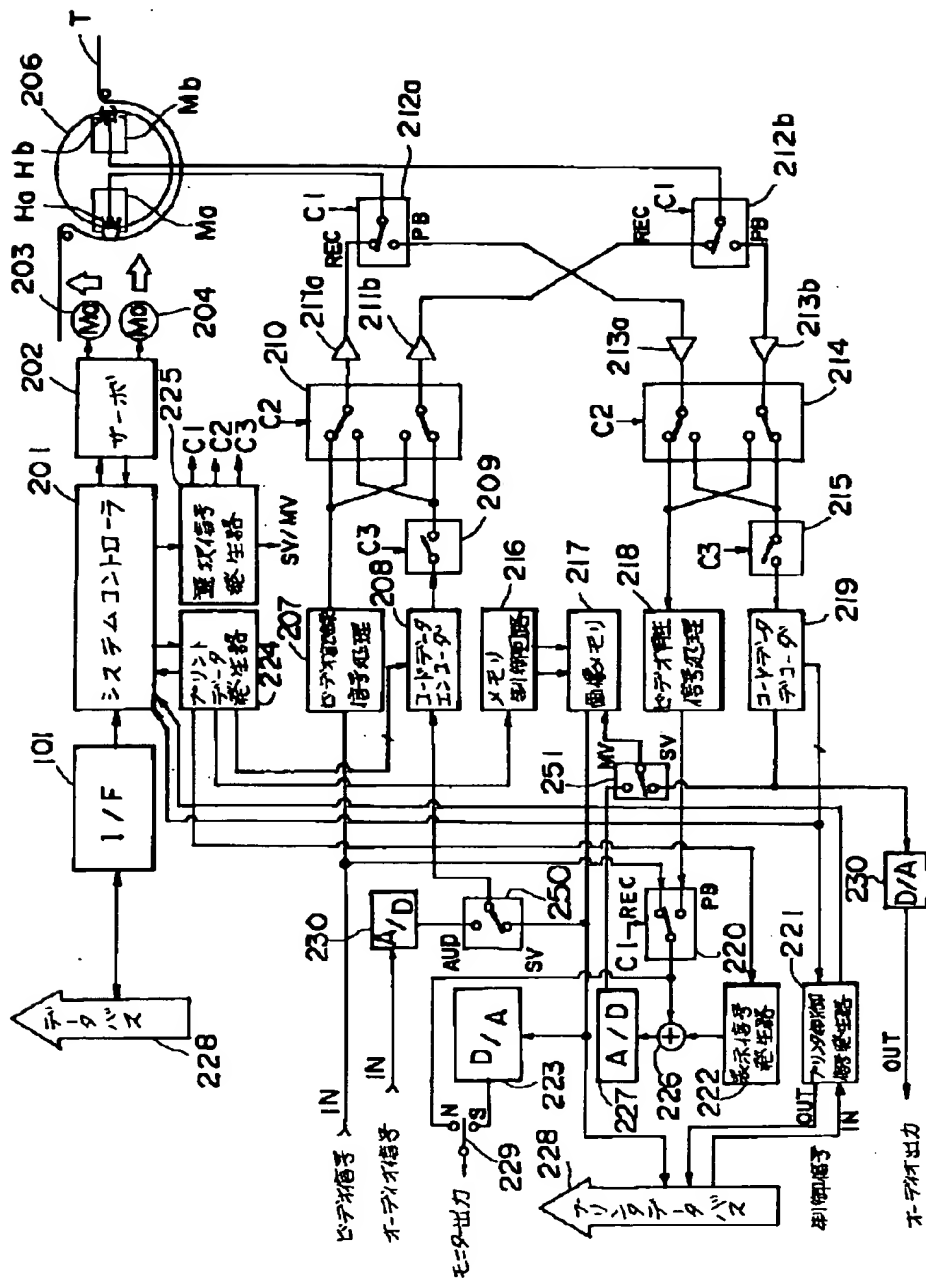 データ
バス
228
101
I/F
201
システムコントローラ
202
サーボ
203
Mo
204
Mo
Ha
Hb
206
T
Ma
Mb
225
選択信号
発生路
C1
C2
C3
SV/MV
プリント
データ
発生路
224
207
ビデオ記録
信号処理
208
コードデータ
エンコーダ
C3
209
C2
210
211a
211b
REC
C1
212a
PB
REC
C1
212b
PB
213a
213b
C2
214
C3
215
216
メモリ
制御回路
217
画像メモリ
218
ビデオ再生
信号処理
219
コードデータ
デコーダ
MV
SV
251
ビデオ信号
IN
オーディオ信号
IN
230
A/D
AUD
SV
250
C1
REC
PB
220
モニター出力
N
S
229
D/A
223
A/D
227
+
226
表示信号
発生路
222
228
プリンタデータ
バス
221
プリンタ制御
信号発生路
OUT
IN
制御信号
230
D/A
OUT
オーディオ出力